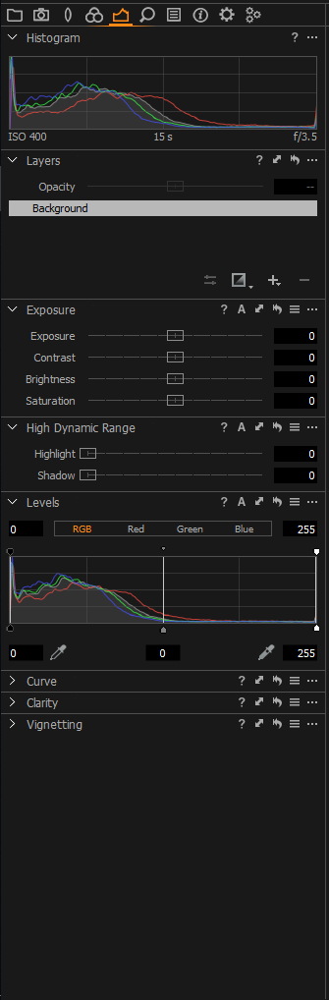 Histogram ? ...
ISO 400 15 s f/3.5
Layers ? ...
Opacity --
Background
Exposure ? A ...
Exposure 0
Contrast 0
Brightness 0
Saturation 0
High Dynamic Range ? A ...
Highlight 0
Shadow 0
Levels ? A ...
0 RGB Red Green Blue 255
0 0 255
Curve ? ...
Clarity ? ...
Vignetting ? ...